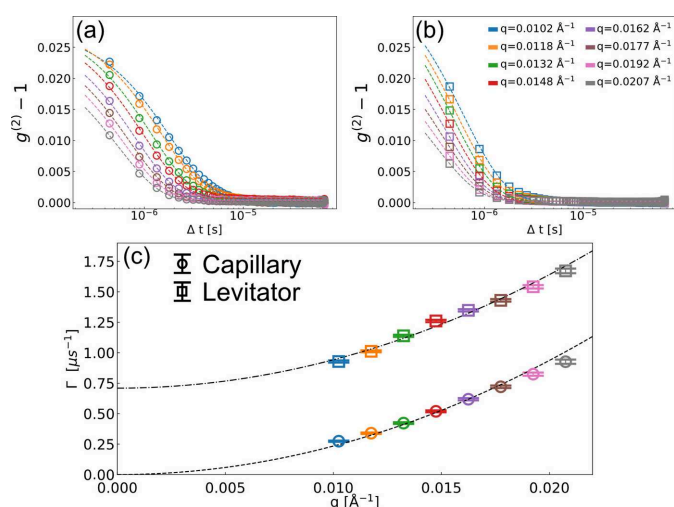 (a)
0.025
0.020
0.015
0.010
0.005
0.000
g(2) − 1
10−6
10−5
Δ t [s]
(b)
q=0.0102 Å−1
q=0.0118 Å−1
q=0.0132 Å−1
q=0.0148 Å−1
q=0.0162 Å−1
q=0.0177 Å−1
q=0.0192 Å−1
q=0.0207 Å−1
0.025
0.020
0.015
0.010
0.005
0.000
g(2) − 1
10−6
10−5
Δ t [s]
(c)
Capillary
Levitator
1.75
1.50
1.25
1.00
0.75
0.50
0.25
0.00
Γ [μs−1]
0.000
0.010
0.015
0.020
q [Å−1]